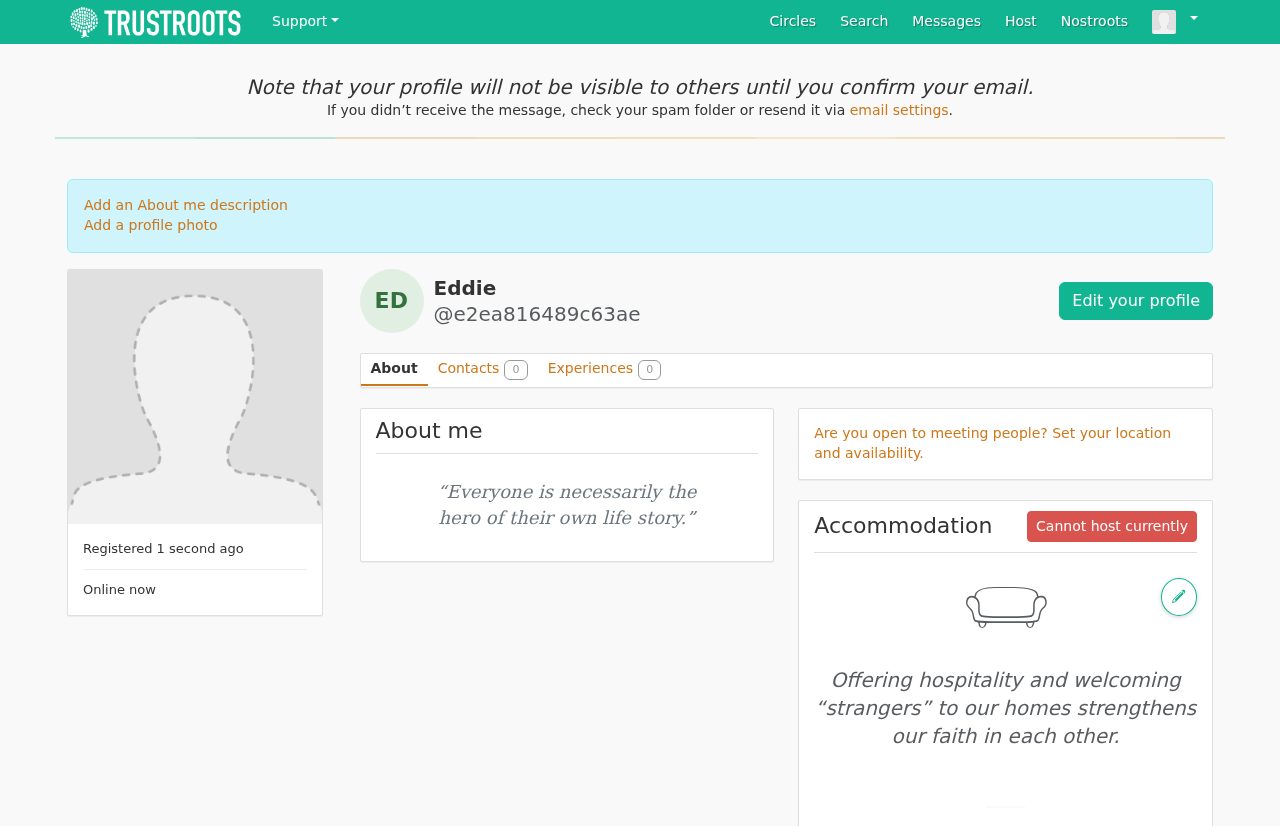 TRUSTROOTS Support Circles Search Messages Host Nostroots
Note that your profile will not be visible to others until you confirm your email.
If you didn’t receive the message, check your spam folder or resend it via email settings.
Add an About me description
Add a profile photo
ED
Eddie
@e2ea816489c63ae
Edit your profile
About Contacts 0 Experiences 0
Registered 1 second ago
Online now
About me
“Everyone is necessarily the
hero of their own life story.”
Are you open to meeting people? Set your location
and availability.
Accommodation Cannot host currently
Offering hospitality and welcoming
“strangers” to our homes strengthens
our faith in each other.